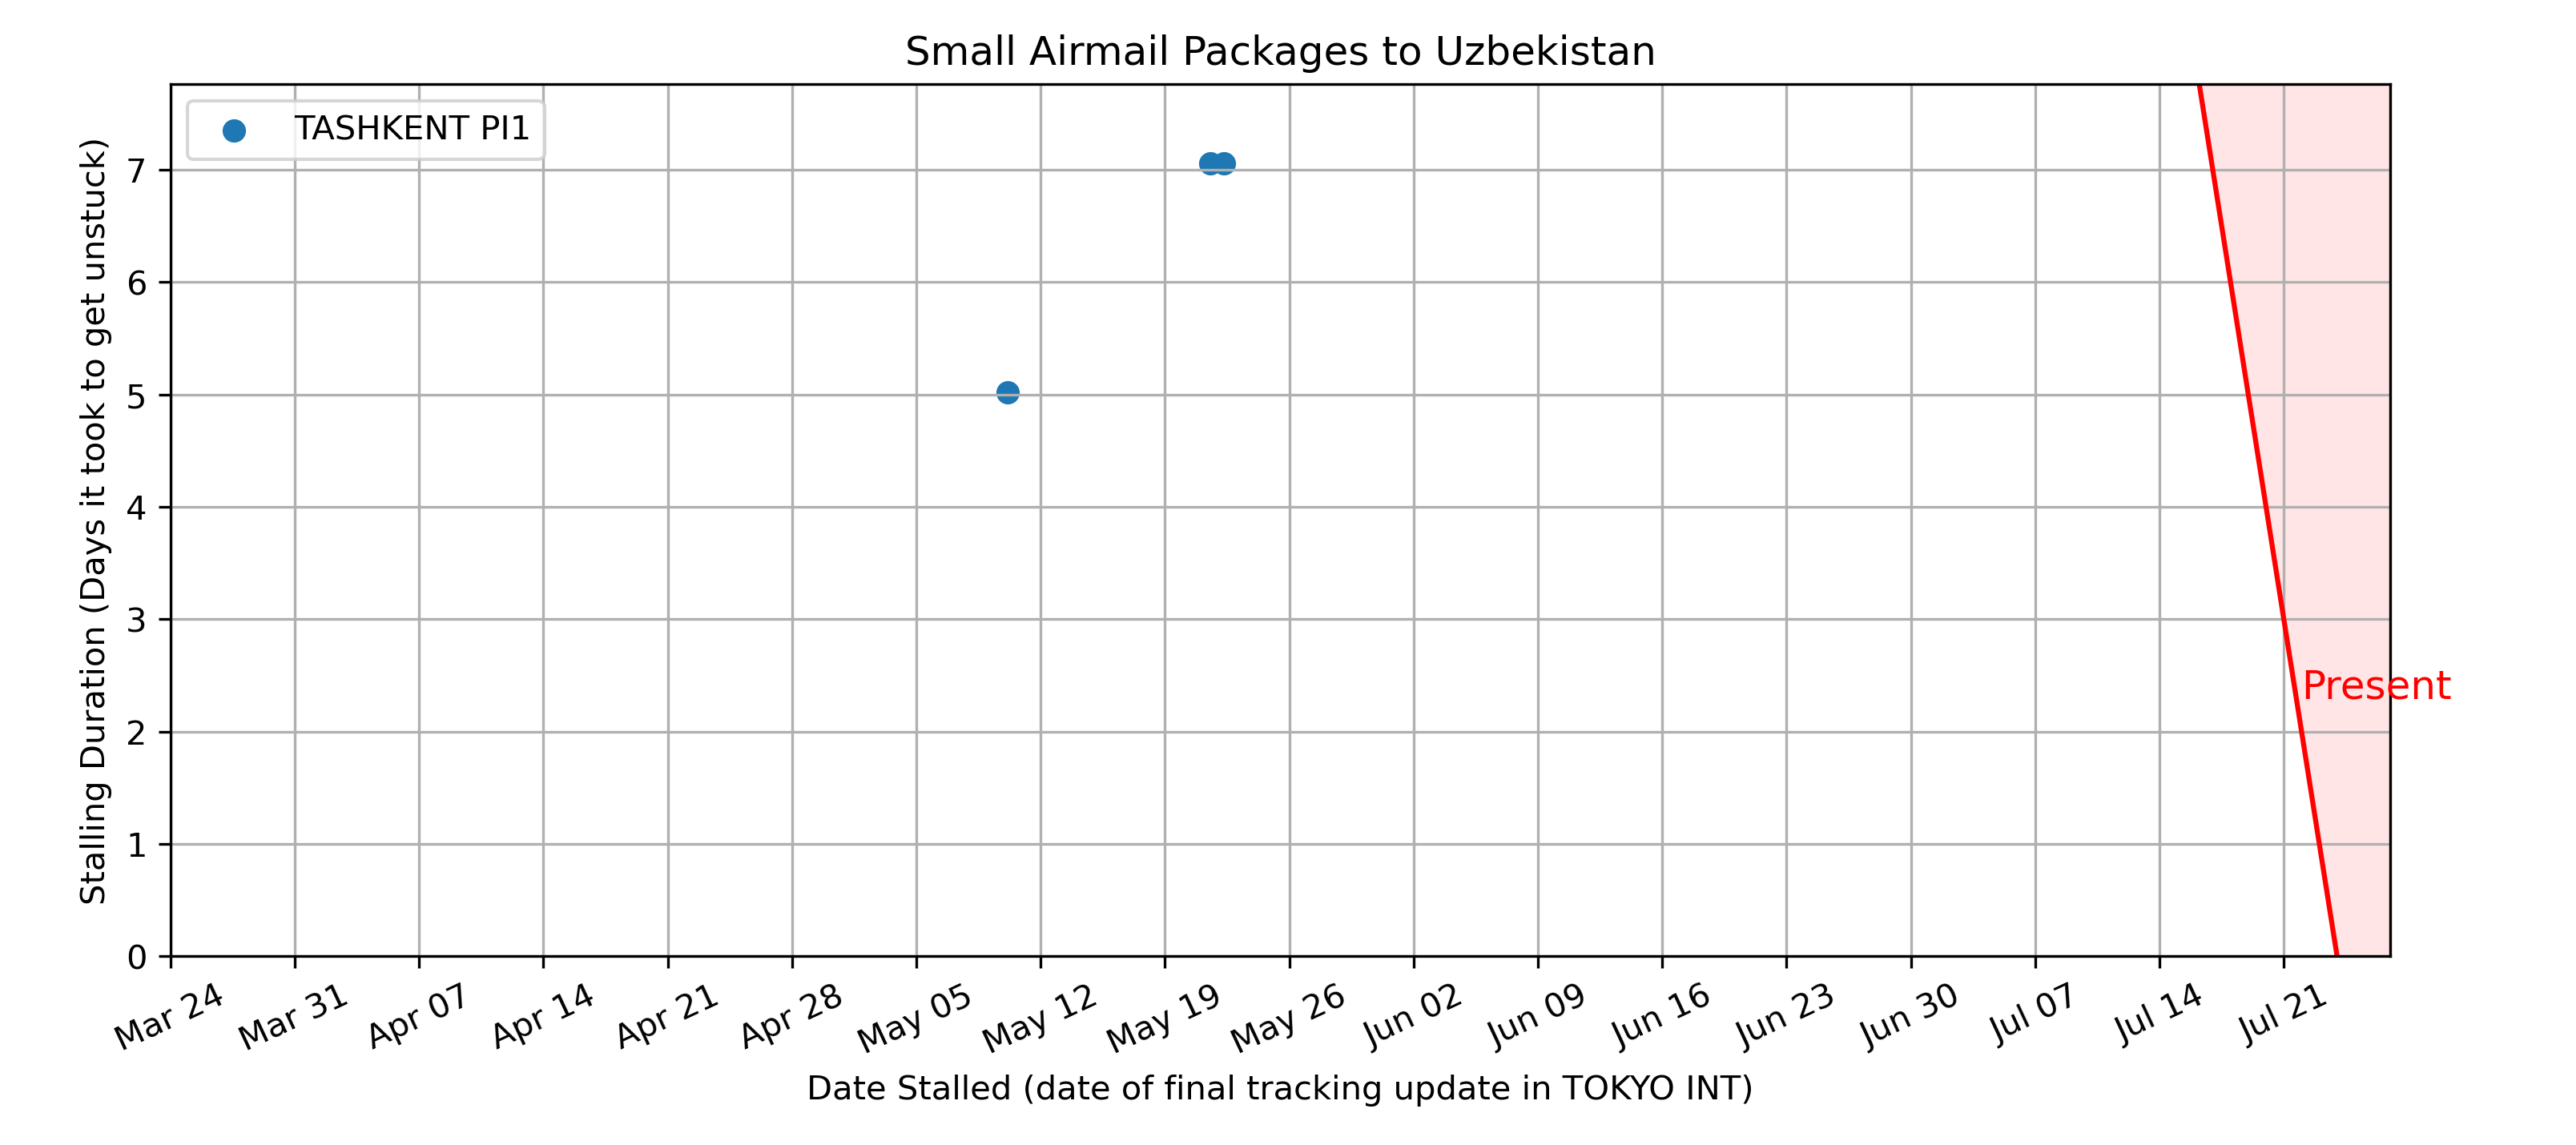 Small Airmail Packages to Uzbekistan
TASHKENT PI1
Stalling Duration (Days it took to get unstuck)
7
6
5
4
3
2
1
0
Present
Mar 24
Mar 31
Apr 07
Apr 14
Apr 21
Apr 28
May 05
May 12
May 19
May 26
Jun 02
Jun 09
Jun 16
Jun 23
Jun 30
Jul 07
Jul 14
Jul 21
Date Stalled (date of final tracking update in TOKYO INT)